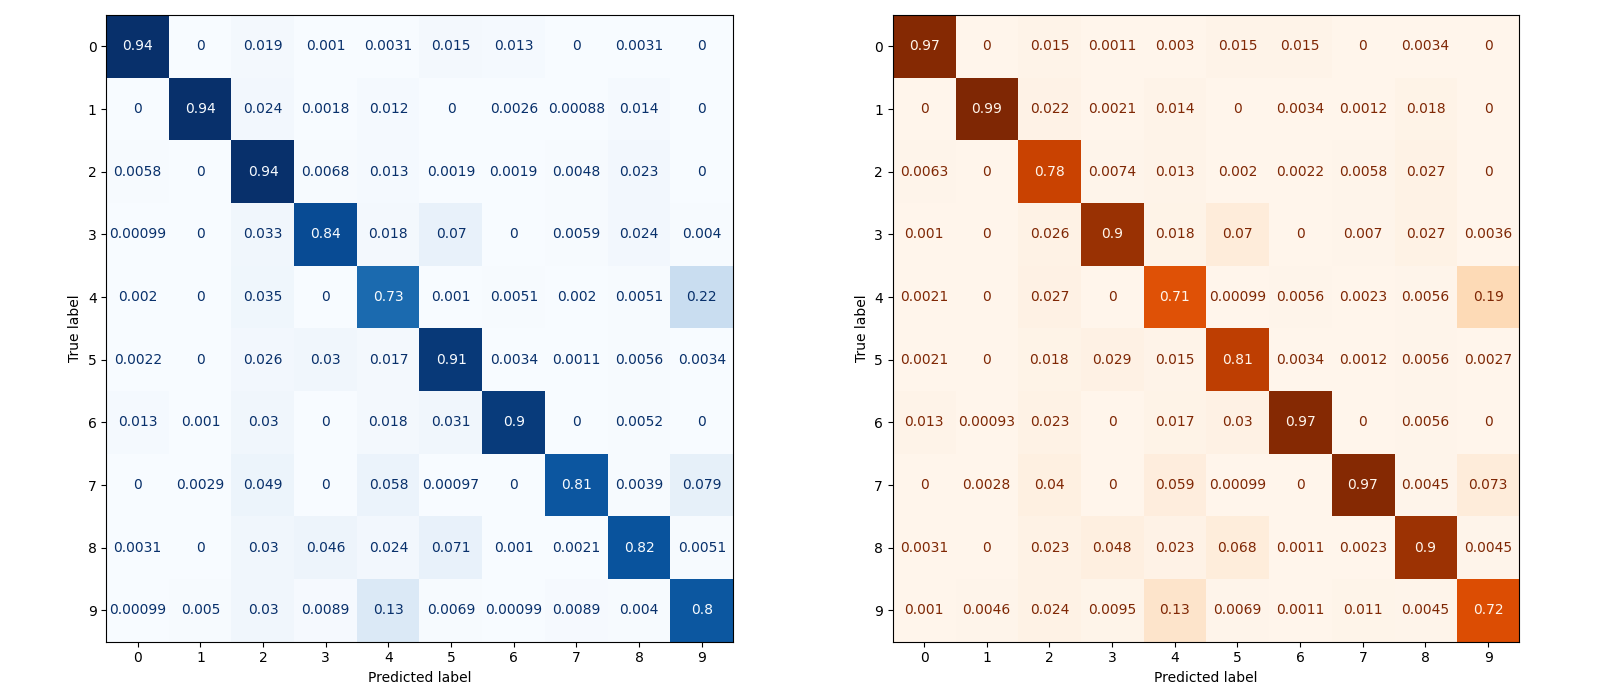 0 0.94 0 0.019 0.001 0.0031 0.015 0.013 0 0.0031 0
1 0 0.94 0.024 0.0018 0.012 0 0.0026 0.00088 0.014 0
2 0.0058 0 0.94 0.0068 0.013 0.0019 0.0019 0.0048 0.023 0
3 0.00099 0 0.033 0.84 0.018 0.07 0 0.0059 0.024 0.004
4 0.002 0 0.035 0 0.73 0.001 0.0051 0.002 0.0051 0.22
5 0.0022 0 0.026 0.03 0.017 0.91 0.0034 0.0011 0.0056 0.0034
6 0.013 0.001 0.03 0 0.018 0.031 0.9 0 0.0052 0
7 0 0.0029 0.049 0 0.058 0.00097 0 0.81 0.0039 0.079
8 0.0031 0 0.03 0.046 0.024 0.071 0.001 0.0021 0.82 0.0051
9 0.00099 0.005 0.03 0.0089 0.13 0.0069 0.00099 0.0089 0.004 0.8
0 1 2 3 4 5 6 7 8 9
True label
Predicted label
0 0.97 0 0.015 0.0011 0.003 0.015 0.015 0 0.0034 0
1 0 0.99 0.022 0.0021 0.014 0 0.0034 0.0012 0.018 0
2 0.0063 0 0.78 0.0074 0.013 0.002 0.0022 0.0058 0.027 0
3 0.001 0 0.026 0.9 0.018 0.07 0 0.007 0.027 0.0036
4 0.0021 0 0.027 0 0.71 0.00099 0.0056 0.0023 0.0056 0.19
5 0.0021 0 0.018 0.029 0.015 0.81 0.0034 0.0012 0.0056 0.0027
6 0.013 0.00093 0.023 0 0.017 0.03 0.97 0 0.0056 0
7 0 0.0028 0.04 0 0.059 0.00099 0 0.97 0.0045 0.073
8 0.0031 0 0.023 0.048 0.023 0.068 0.0011 0.0023 0.9 0.0045
9 0.001 0.0046 0.024 0.0095 0.13 0.0069 0.0011 0.011 0.0045 0.72
0 1 2 3 4 5 6 7 8 9
True label
Predicted label